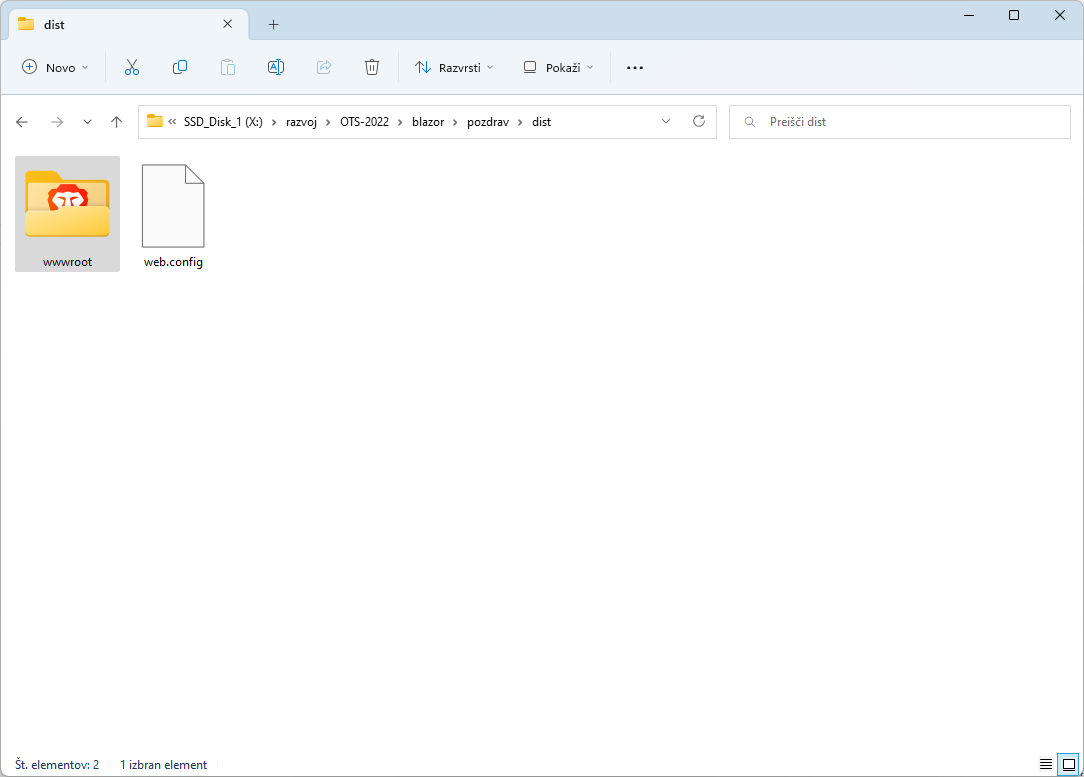 dist
Novo Razvrsti Pokaži
« SSD_Disk_1 (X:) › razvoj › OTS-2022 › blazor › pozdrav › dist
Preišči dist
wwwroot
web.config
Št. elementov: 2 1 izbran element